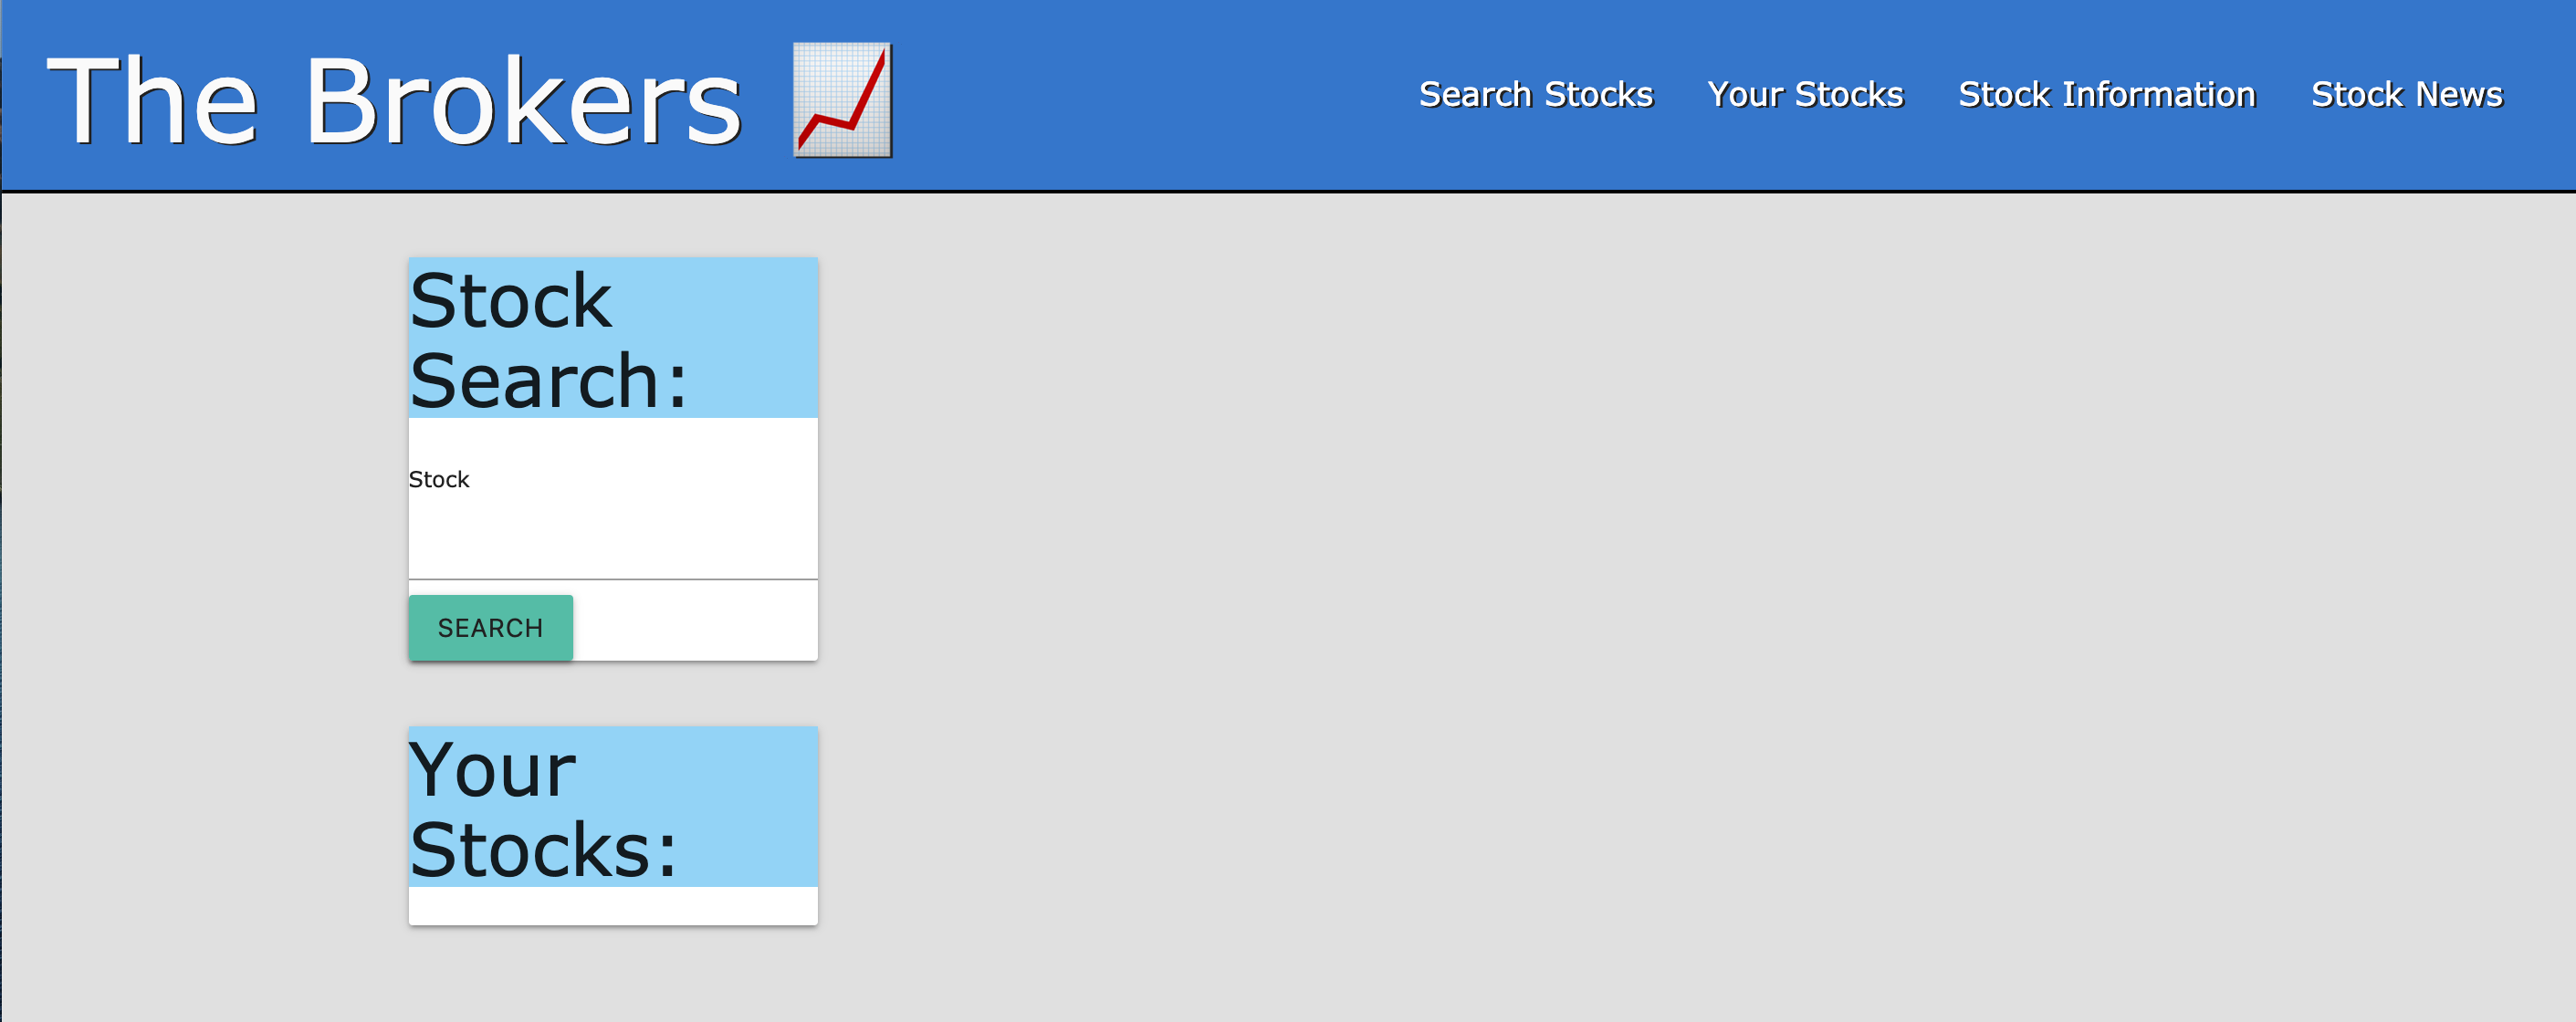 The Brokers 📈
Search Stocks Your Stocks Stock Information Stock News
Stock
Search:
Stock
SEARCH
Your
Stocks: